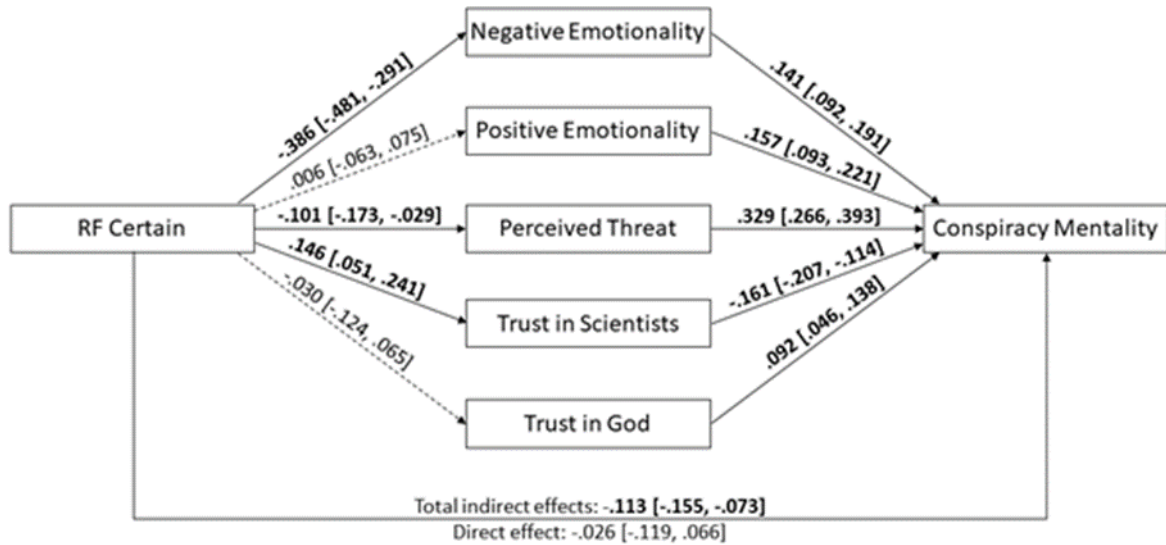 Negative Emotionality
-.386 [-.481, -.291]
.141 [.092, .191]
Positive Emotionality
.006 [-.063, .075]
.157 [.093, .221]
RF Certain
-.101 [-.173, -.029]
Perceived Threat
.329 [.266, .393]
Conspiracy Mentality
.146 [.051, .241]
Trust in Scientists
-.161 [-.207, -.114]
-.030 [-.124, .065]
Trust in God
.092 [.046, .138]
Total indirect effects: -.113 [-.155, -.073]
Direct effect: -.026 [-.119, .066]